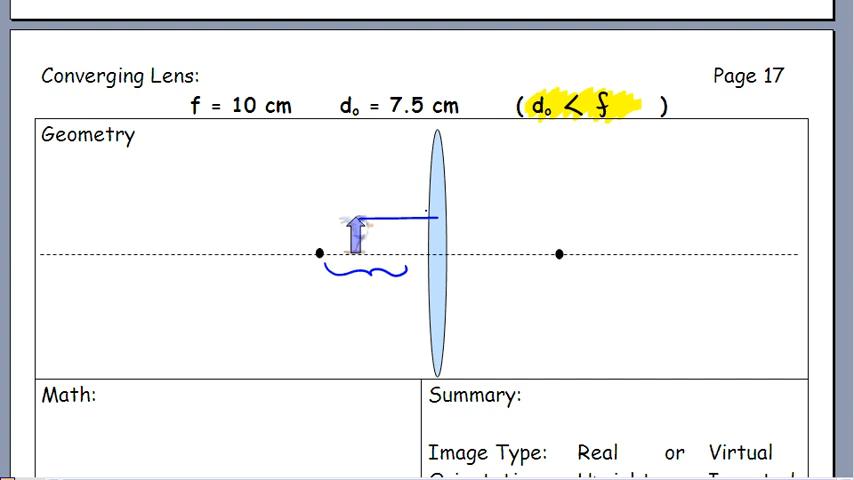 Converging Lens: Page 17
f = 10 cm dₒ = 7.5 cm ( dₒ < f )
Geometry
Math: Summary:
Image Type: Real or Virtual